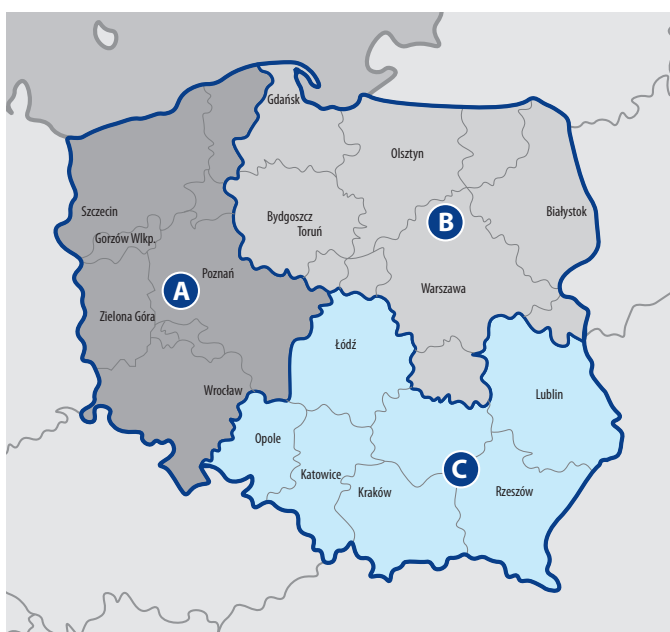 Gdańsk
Olsztyn
Szczecin
Bydgoszcz
Toruń
Białystok
B
Gorzów Wlkp.
Poznań
A
Warszawa
Zielona Góra
Łódź
Wrocław
Lublin
Opole
Katowice
C
Kraków
Rzeszów